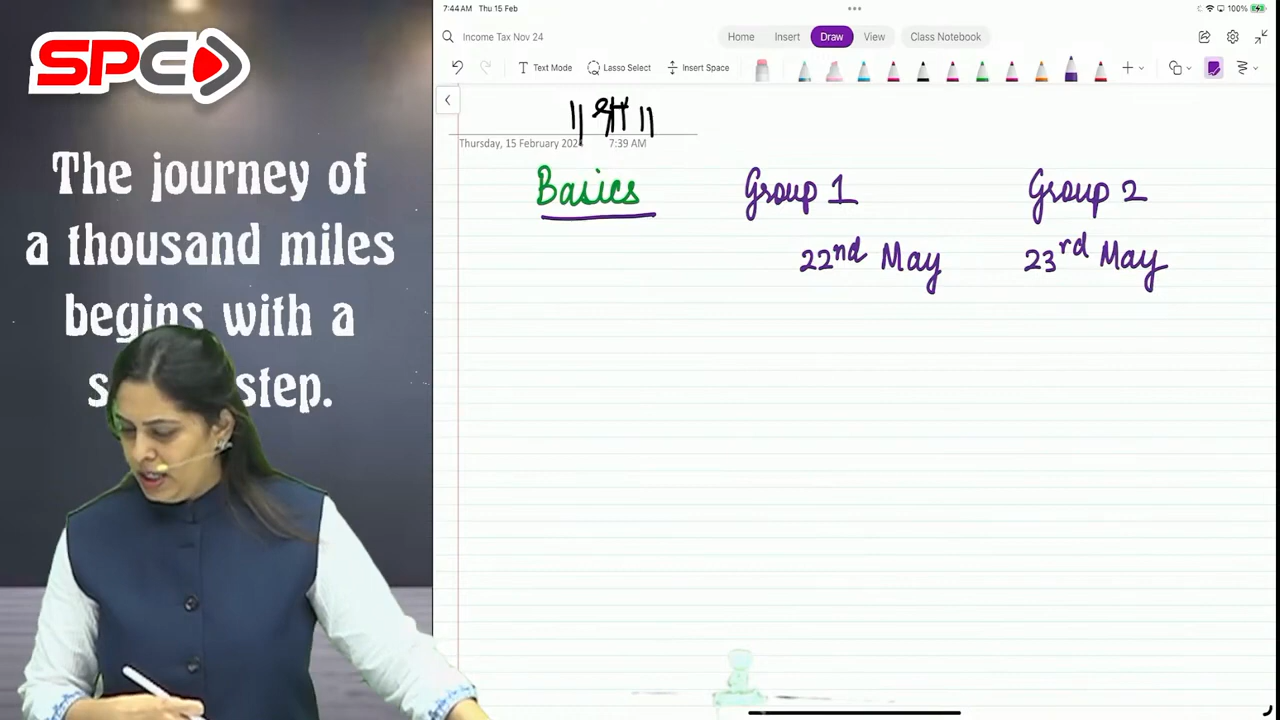 SPC
The journey of
a thousand miles
begins with a
step.
7:44 AM Thu 15 Feb
100%
Income Tax Nov 24
Home Insert Draw View Class Notebook
Text Mode Lasso Select Insert Space
॥ श्री ॥
Thursday, 15 February 2024 7:39 AM
Basics Group 1 Group 2
22nd May 23rd May